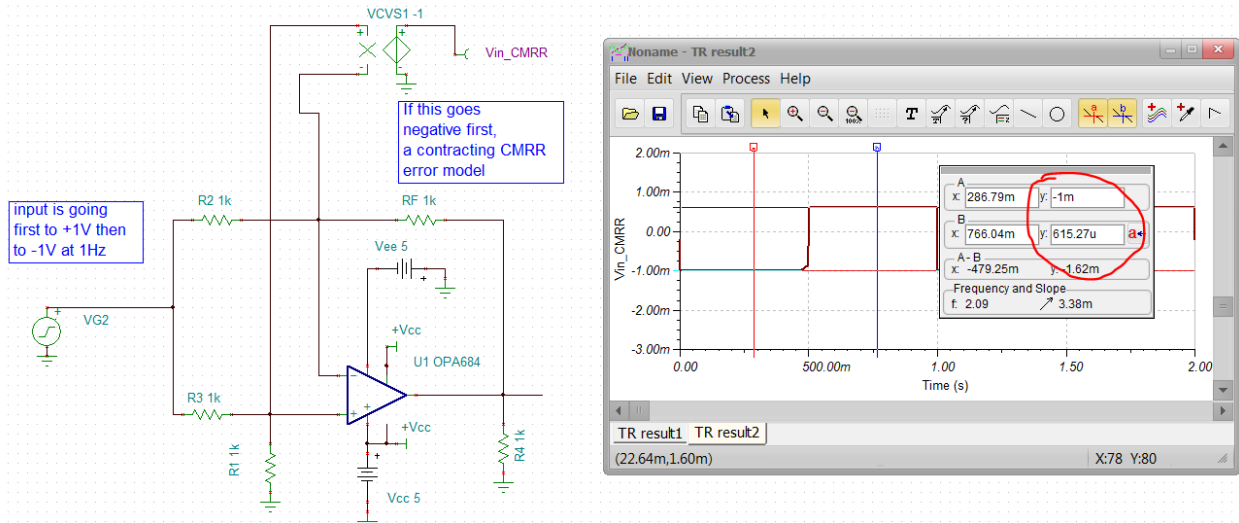 VCVS1 -1
+
+
-
-
Vin_CMRR
If this goes
negative first,
a contracting CMRR
error model
R2 1k
RF 1k
input is going
first to +1V then
to -1V at 1Hz
Vee 5
+
+Vcc
VG2
+
U1 OPA684
-
+
+
R3 1k
+Vcc
+
R1 1k
R4 1k
Vcc 5
Noname - TR result2
File Edit View Process Help
100%
T
a
b
2.00m
1.00m
0.00
-1.00m
-2.00m
-3.00m
Vin_CMRR
a
b
A
x: 286.79m y: -1m
B
x: 766.04m y: 615.27u a
A - B
x: -479.25m y: -1.62m
Frequency and Slope
f: 2.09 3.38m
0.00 500.00m 1.00 1.50 2.00
Time (s)
TR result1 TR result2
(22.64m,1.60m) X:78 Y:80